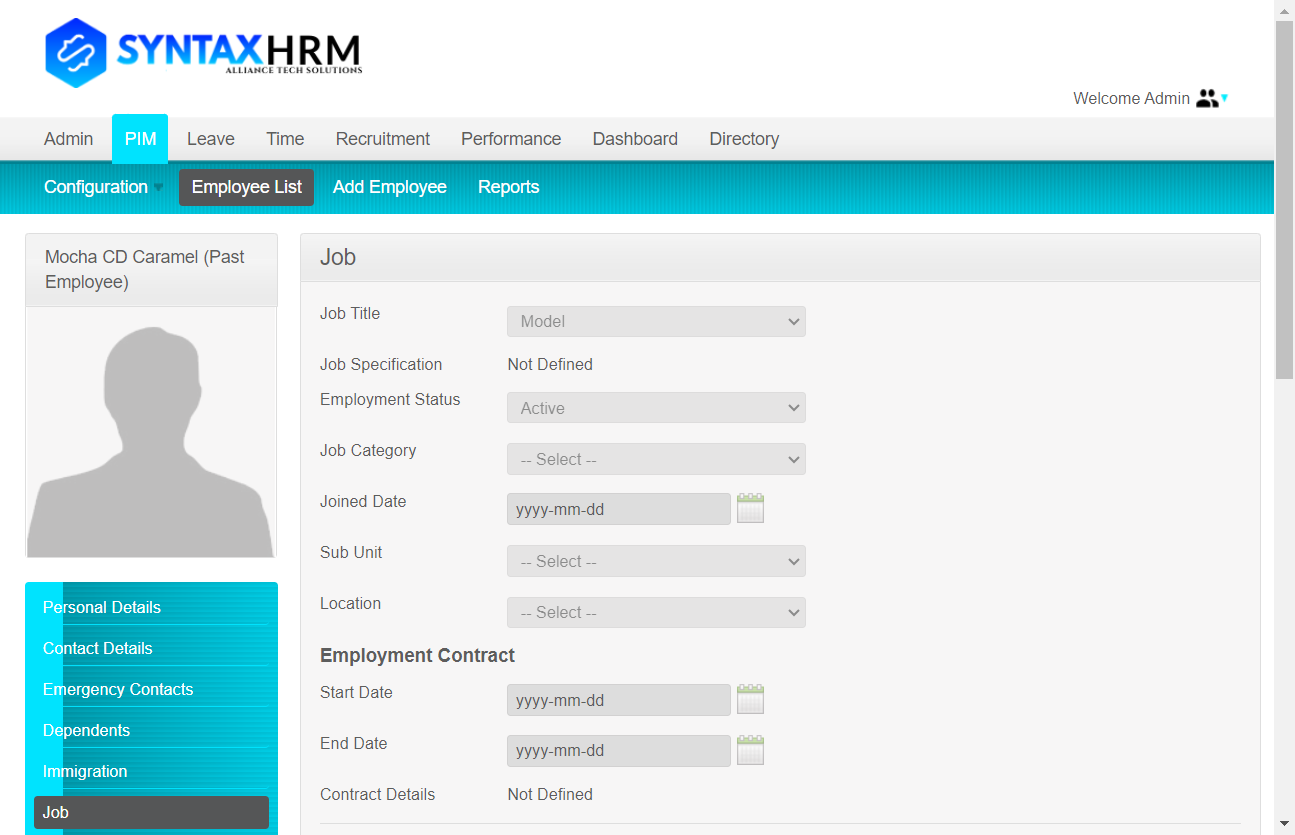 SYNTAXHRM
ALLIANCE TECH SOLUTIONS
Welcome Admin
Admin PIM Leave Time Recruitment Performance Dashboard Directory
Configuration Employee List Add Employee Reports
Mocha CD Caramel (Past
Employee)
Personal Details
Contact Details
Emergency Contacts
Dependents
Immigration
Job
Job
Job Title Model
Job Specification Not Defined
Employment Status Active
Job Category -- Select --
Joined Date yyyy-mm-dd
Sub Unit -- Select --
Location -- Select --
Employment Contract
Start Date yyyy-mm-dd
End Date yyyy-mm-dd
Contract Details Not Defined